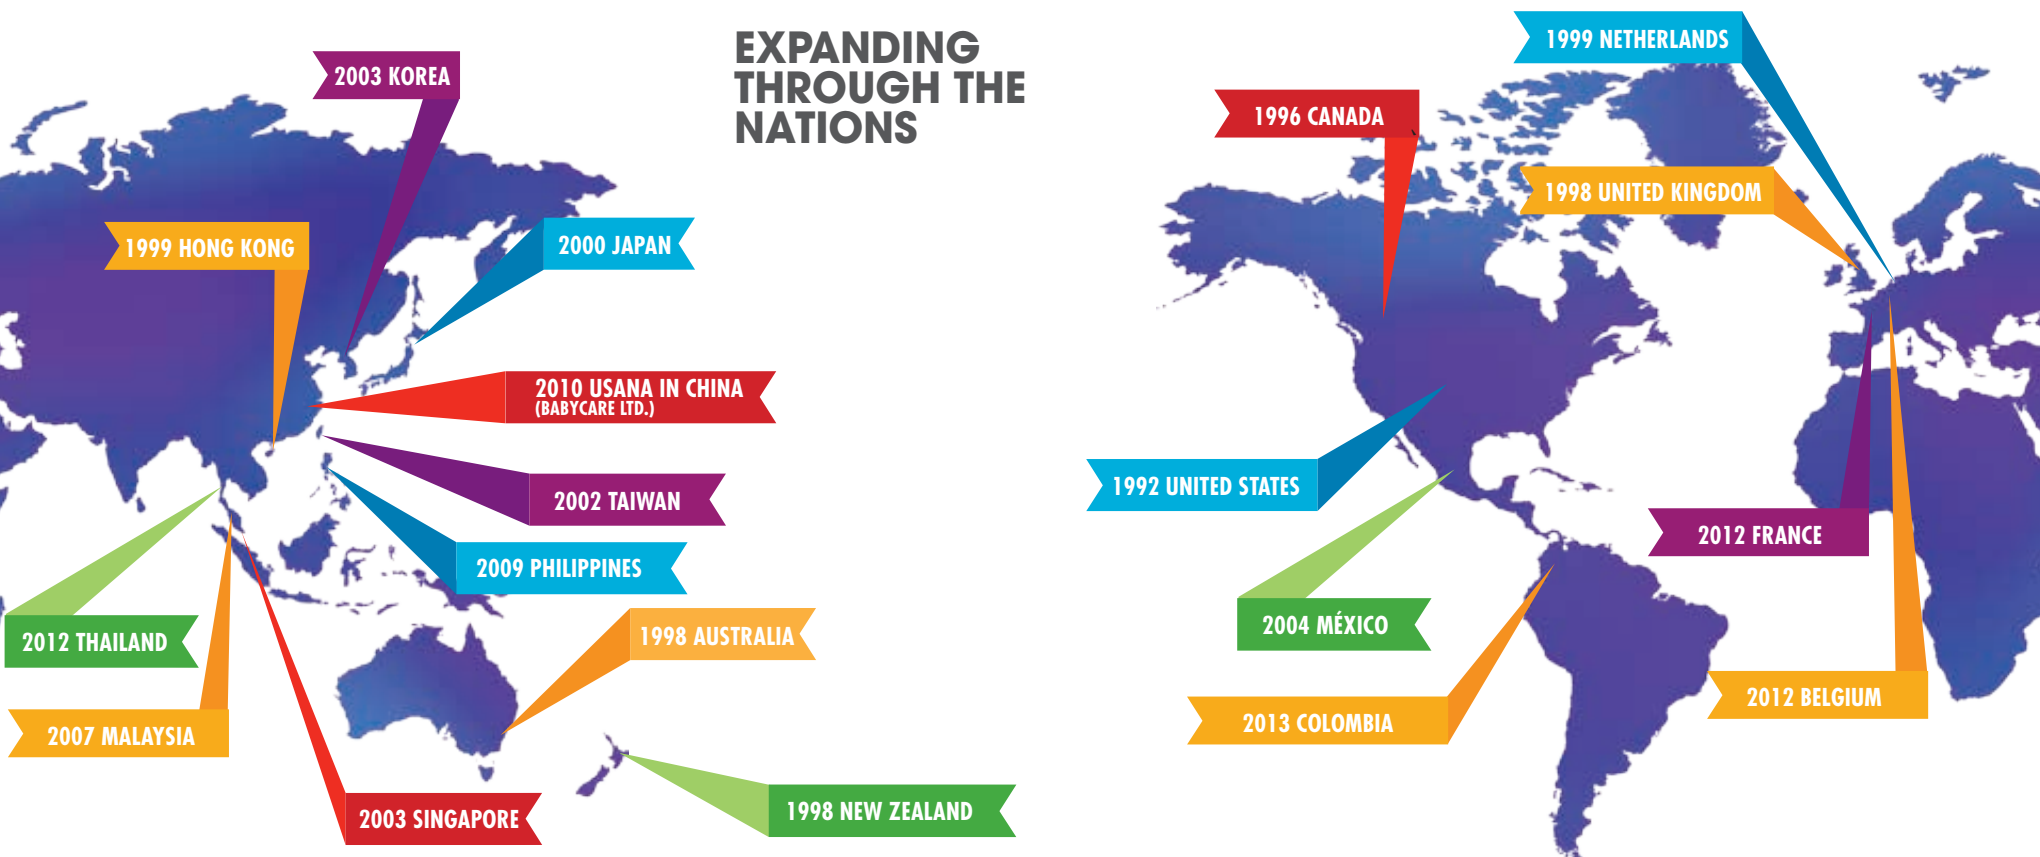 EXPANDING
THROUGH THE
NATIONS
2003 KOREA
1999 HONG KONG
2000 JAPAN
2010 USANA IN CHINA
(BABYCARE LTD.)
2002 TAIWAN
2009 PHILIPPINES
2012 THAILAND
1998 AUSTRALIA
2007 MALAYSIA
2003 SINGAPORE
1998 NEW ZEALAND
1999 NETHERLANDS
1996 CANADA
1998 UNITED KINGDOM
1992 UNITED STATES
2012 FRANCE
2004 MÉXICO
2012 BELGIUM
2013 COLOMBIA